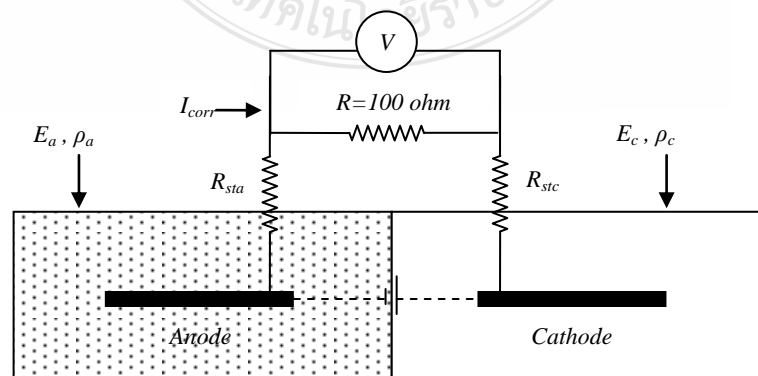 V
I_corr
R=100 ohm
E_a , ρ_a
E_c , ρ_c
R_sta
R_stc
Anode
Cathode